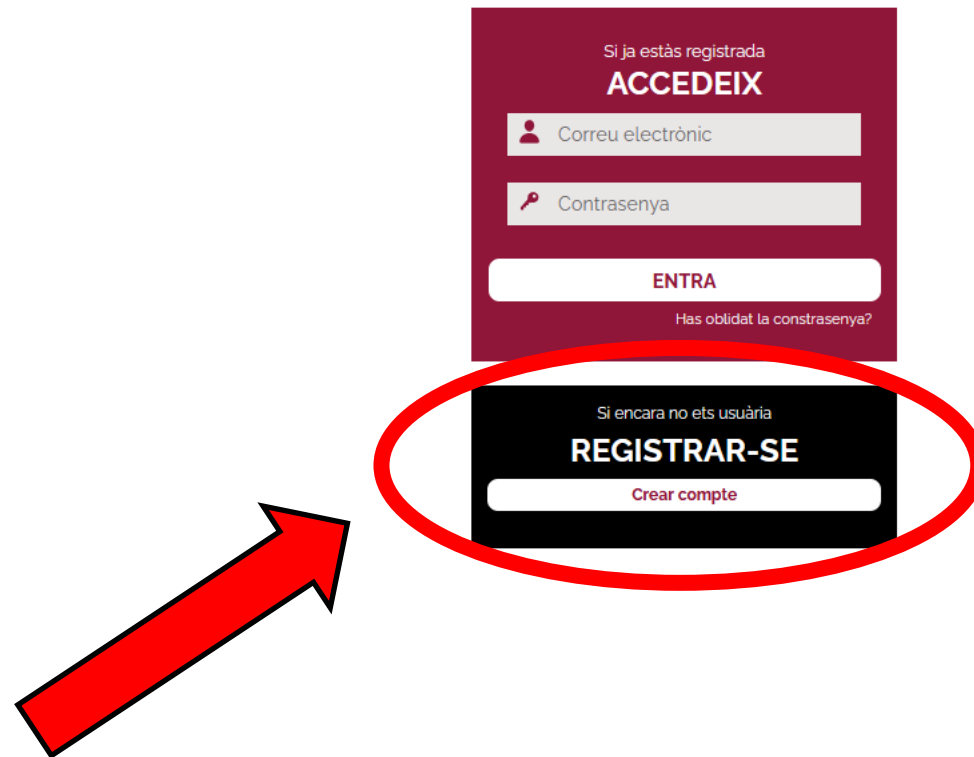 Si ja estàs registrada
ACCEDEIX
Correu electrònic
Contrasenya
ENTRA
Has oblidat la constrasenya?
Si encara no ets usuària
REGISTRAR-SE
Crear compte